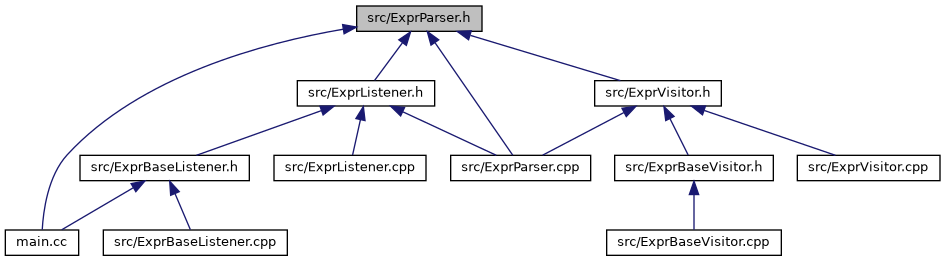 src/ExprParser.h
src/ExprListener.h
src/ExprVisitor.h
src/ExprBaseListener.h
src/ExprListener.cpp
src/ExprParser.cpp
src/ExprBaseVisitor.h
src/ExprVisitor.cpp
main.cc
src/ExprBaseListener.cpp
src/ExprBaseVisitor.cpp